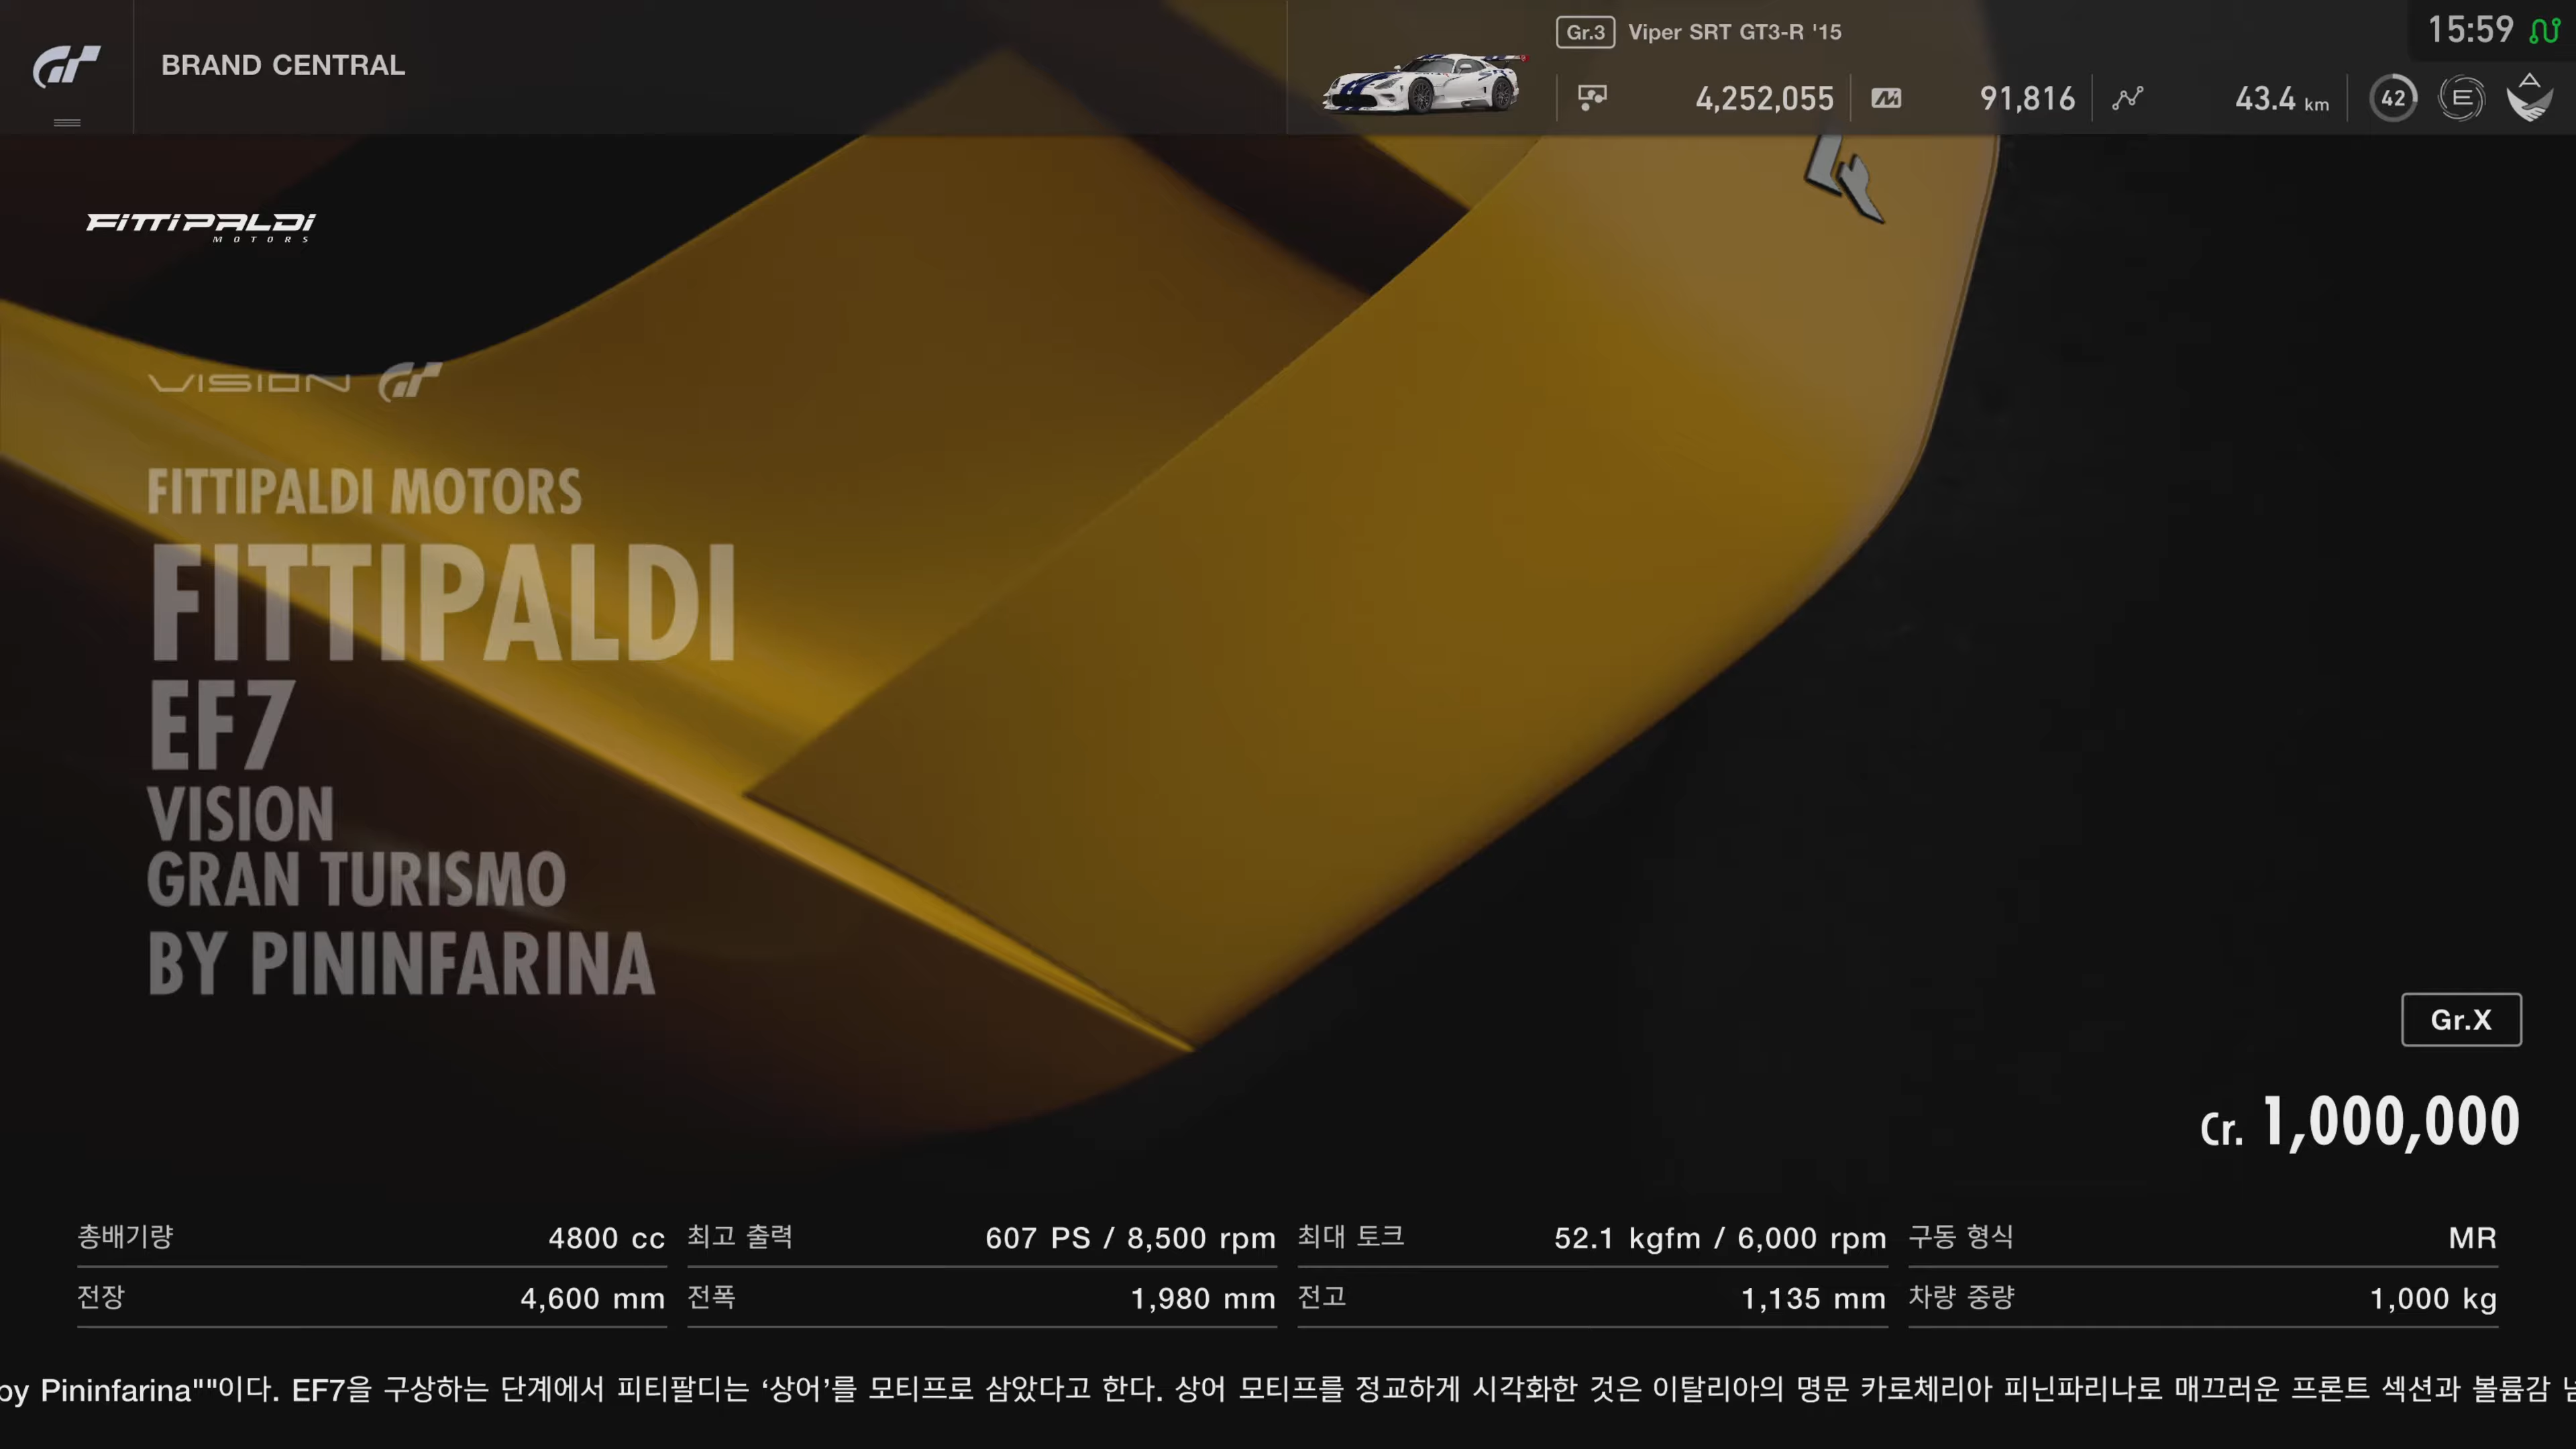 BRAND CENTRAL
Gr.3 Viper SRT GT3-R '15
4,252,055
91,816
43.4 km
42
E
A
15:59
FITTIPALDI
MOTORS
VISION GT
FITTIPALDI MOTORS
FITTIPALDI
EF7
VISION
GRAN TURISMO
BY PININFARINA
Gr.X
Cr. 1,000,000
총배기량 4800 cc 최고 출력 607 PS / 8,500 rpm 최대 토크 52.1 kgfm / 6,000 rpm 구동 형식 MR
전장 4,600 mm 전폭 1,980 mm 전고 1,135 mm 차량 중량 1,000 kg
by Pininfarina""이다. EF7을 구상하는 단계에서 피티팔디는 ‘상어’를 모티프로 삼았다고 한다. 상어 모티프를 정교하게 시각화한 것은 이탈리아의 명문 카로체리아 피닌파리나로 매끄러운 프론트 섹션과 볼륨감